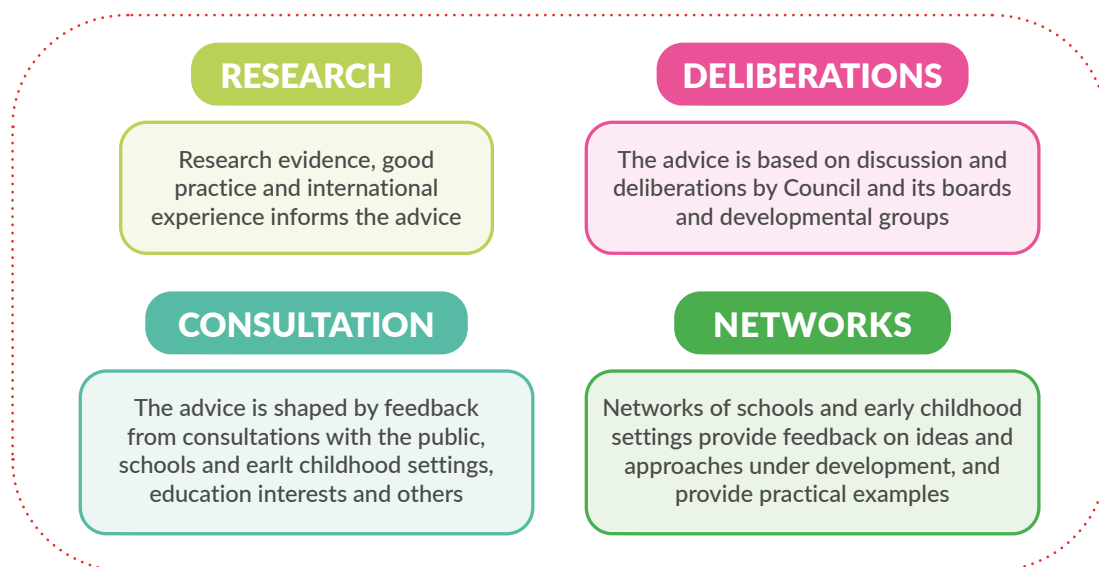 RESEARCH
Research evidence, good
practice and international
experience informs the advice
DELIBERATIONS
The advice is based on discussion and
deliberations by Council and its boards
and developmental groups
CONSULTATION
The advice is shaped by feedback
from consultations with the public,
schools and earlt childhood settings,
education interests and others
NETWORKS
Networks of schools and early childhood
settings provide feedback on ideas and
approaches under development, and
provide practical examples